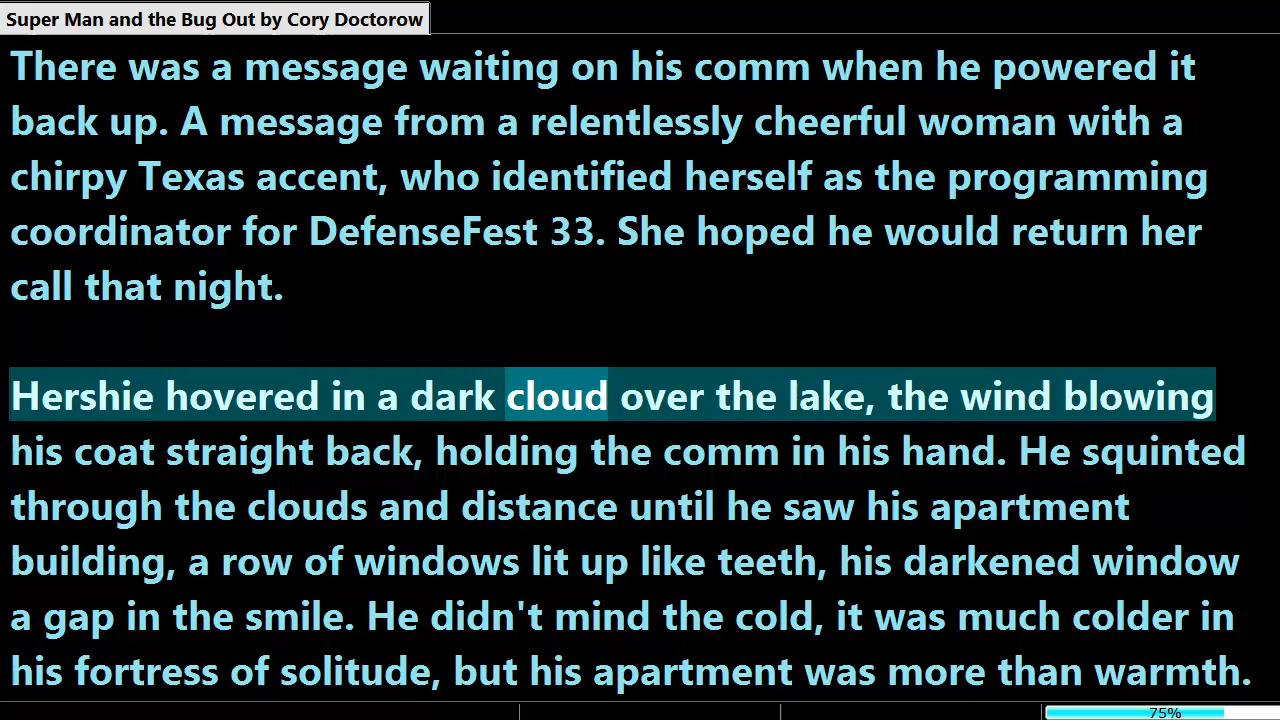 Super Man and the Bug Out by Cory Doctorow
There was a message waiting on his comm when he powered it
back up. A message from a relentlessly cheerful woman with a
chirpy Texas accent, who identified herself as the programming
coordinator for DefenseFest 33. She hoped he would return her
call that night.
Hershie hovered in a dark cloud over the lake, the wind blowing
his coat straight back, holding the comm in his hand. He squinted
through the clouds and distance until he saw his apartment
building, a row of windows lit up like teeth, his darkened window
a gap in the smile. He didn't mind the cold, it was much colder in
his fortress of solitude, but his apartment was more than warmth.
75%